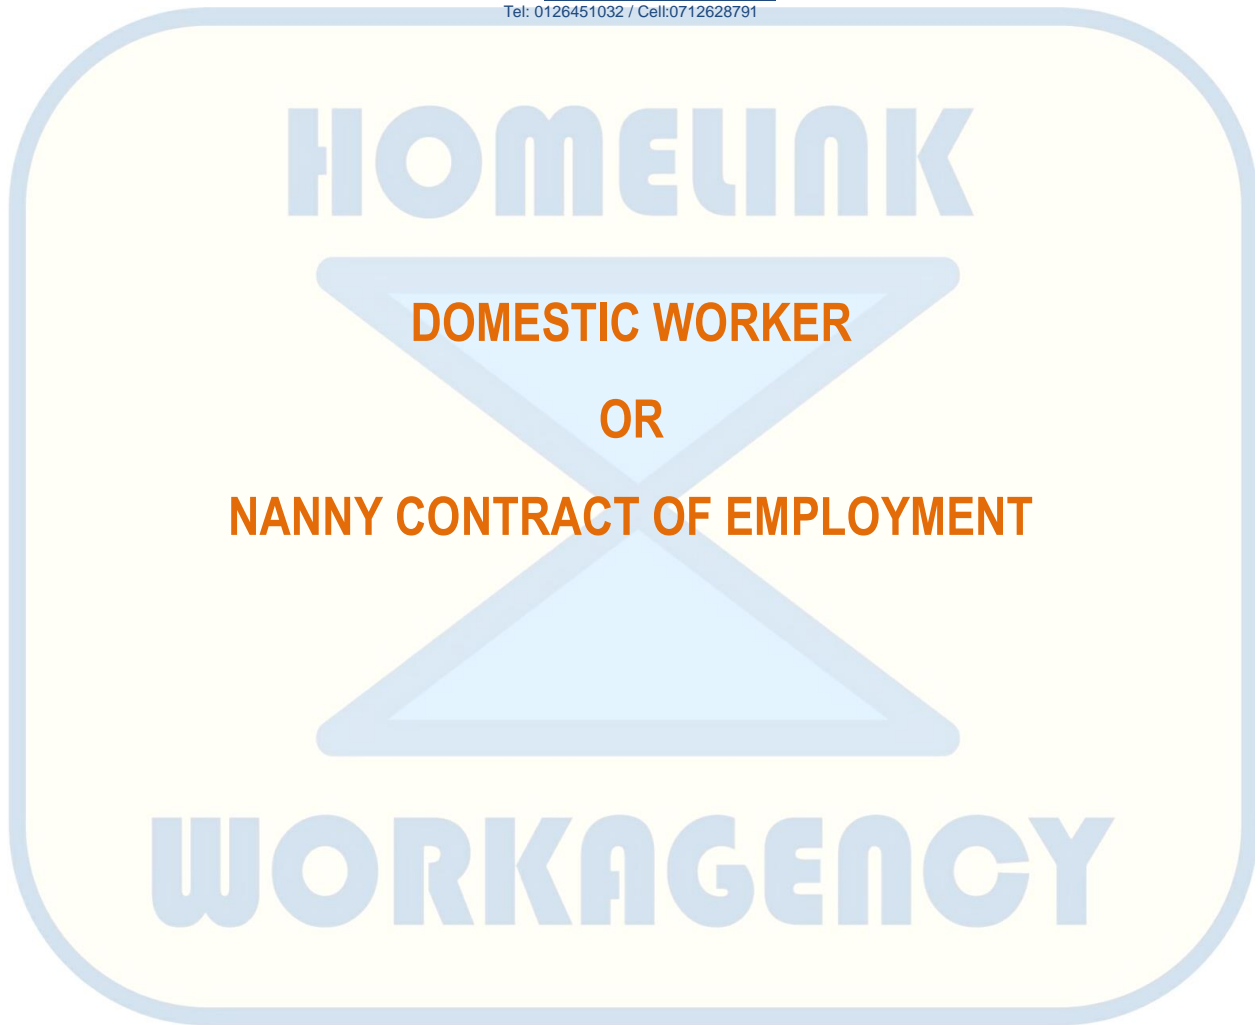 Tel: 0126451032 / Cell:0712628791
HOMELINK
DOMESTIC WORKER
OR
NANNY CONTRACT OF EMPLOYMENT
WORKAGENCY